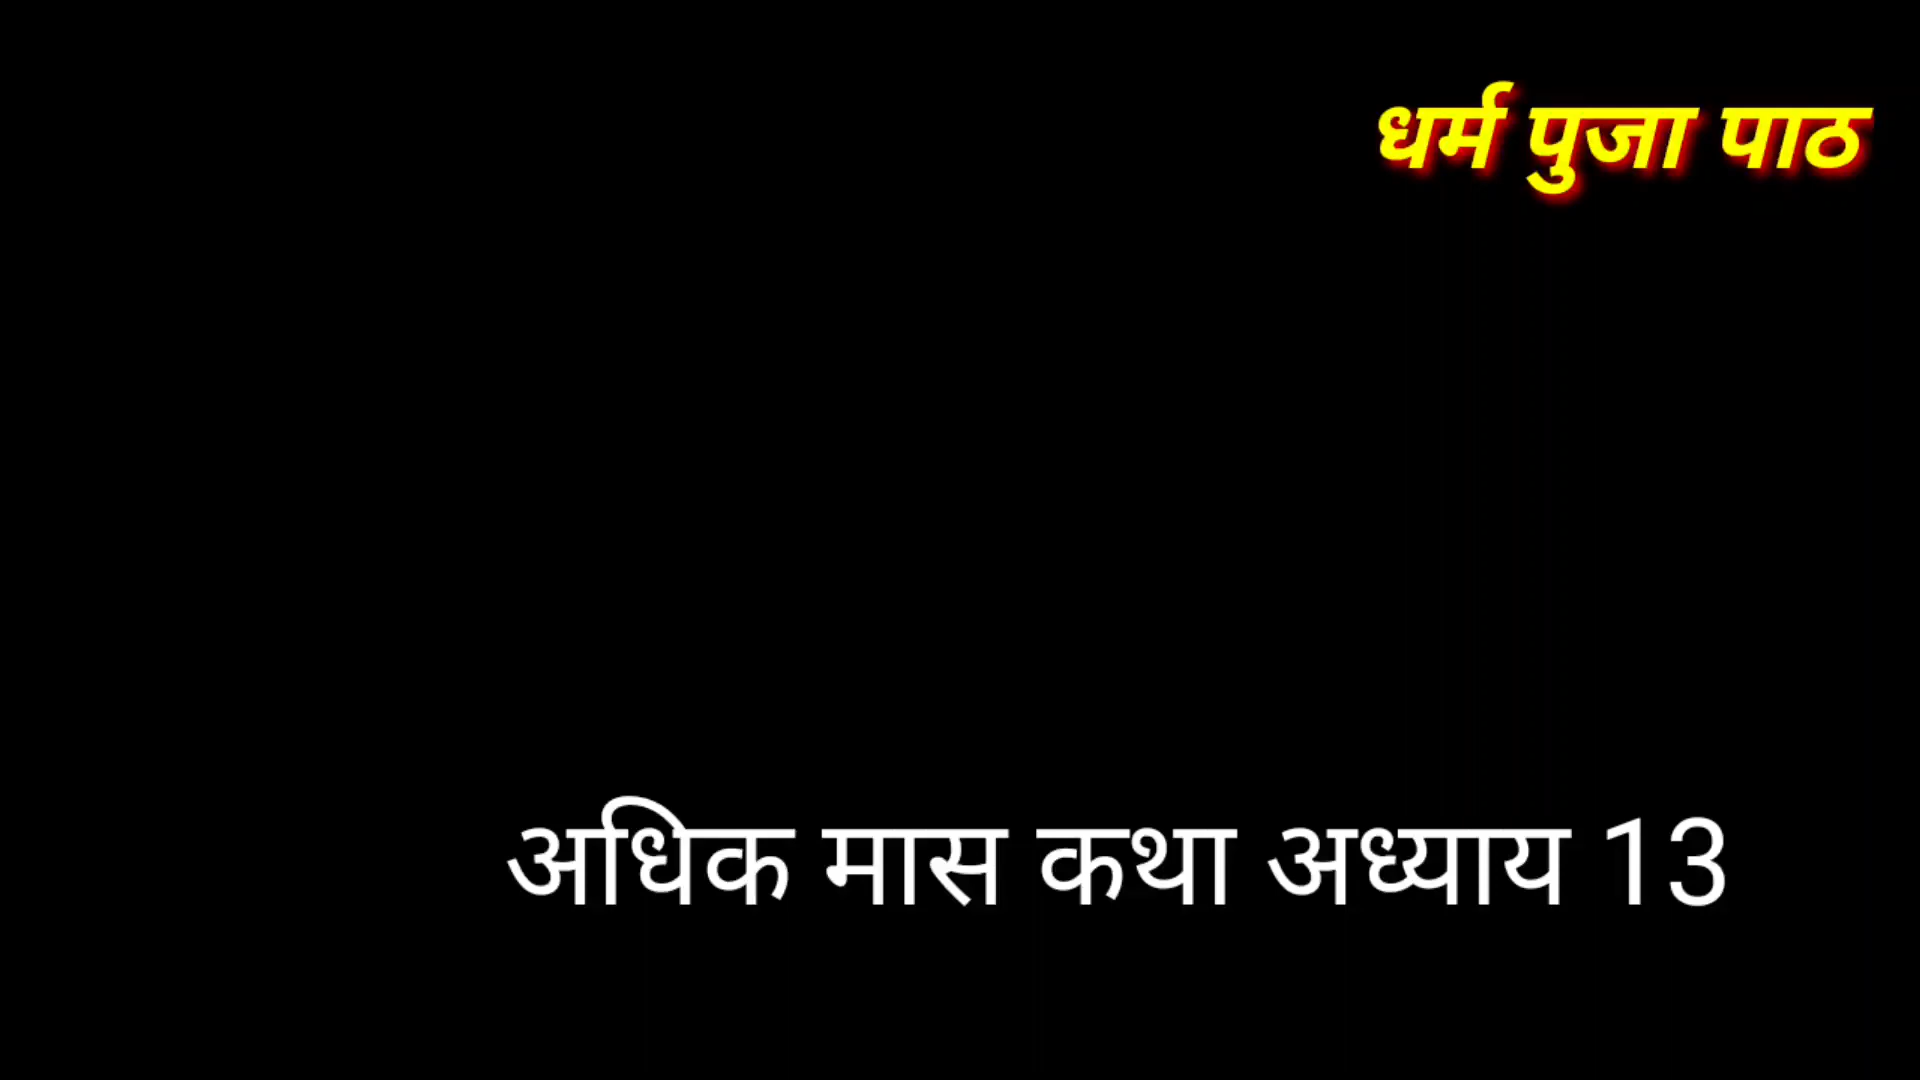 धर्म पुजा पाठ
अधिक मास कथा अध्याय 13